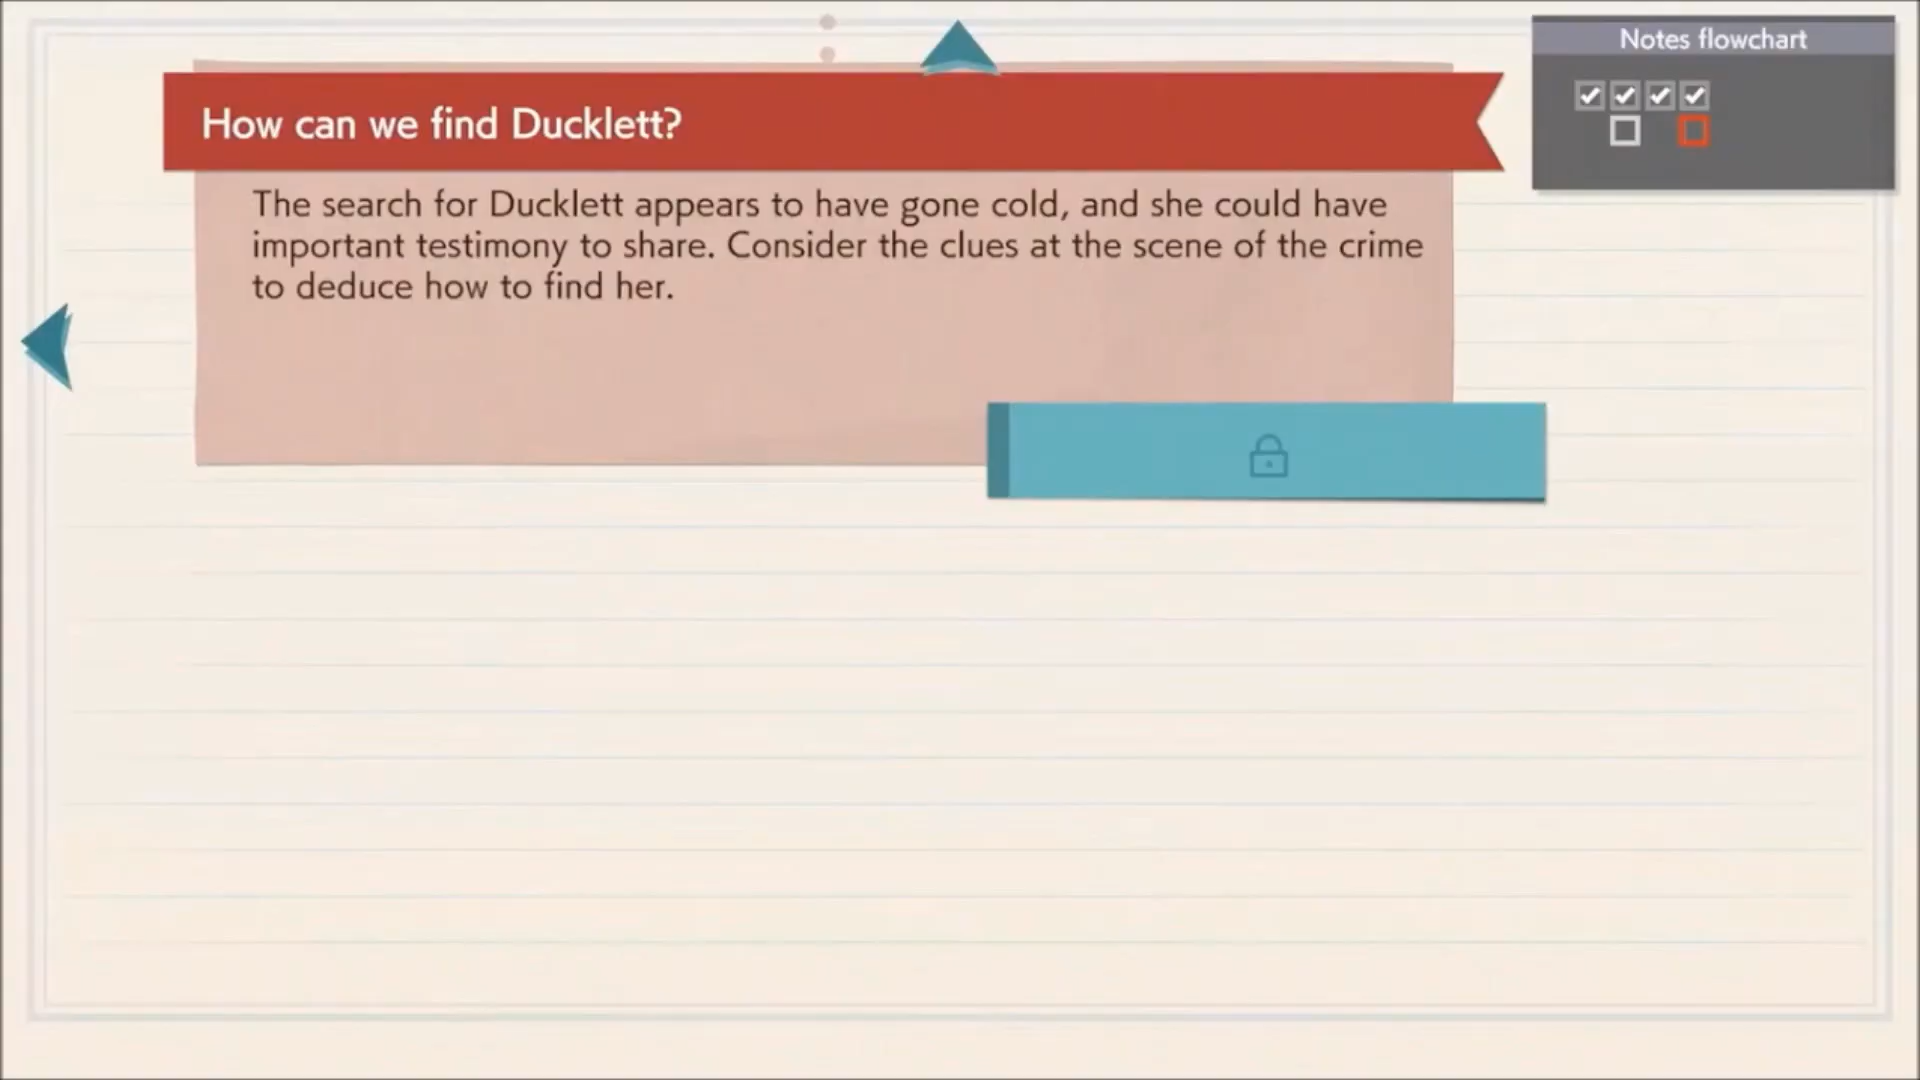 Notes flowchart
How can we find Ducklett?
The search for Ducklett appears to have gone cold, and she could have
important testimony to share. Consider the clues at the scene of the crime
to deduce how to find her.